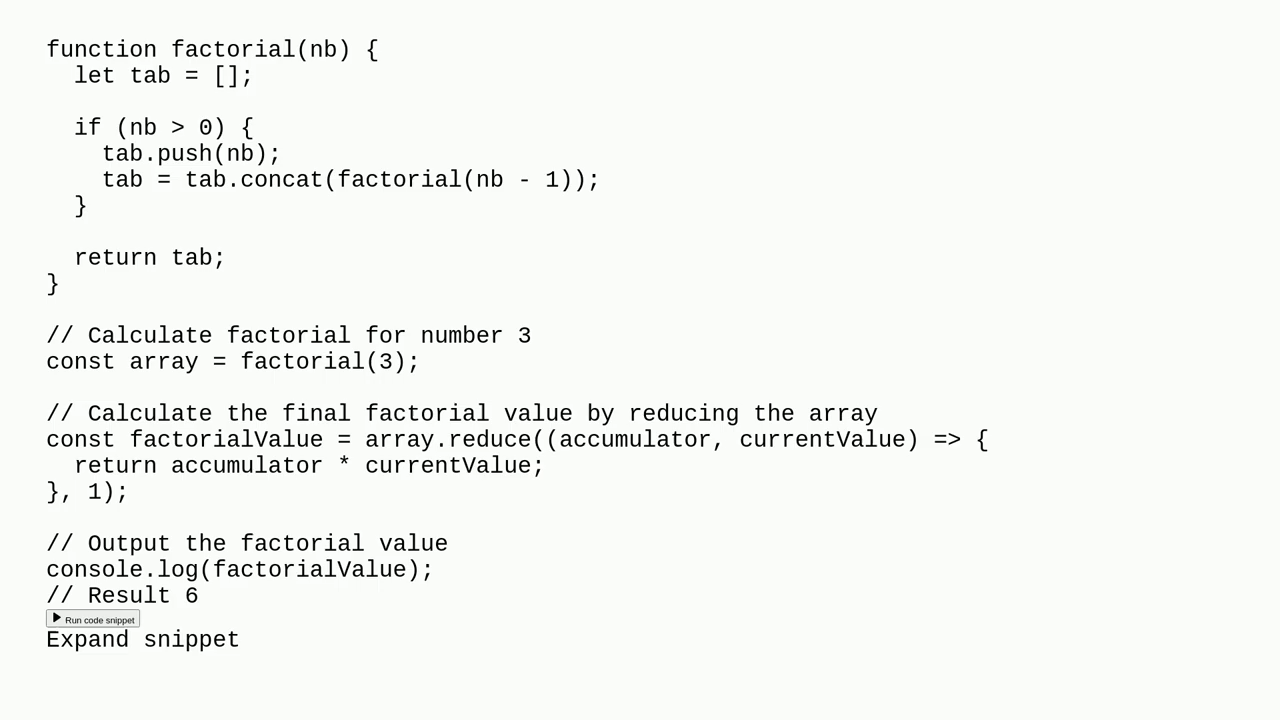 function factorial(nb) {
  let tab = [];

  if (nb > 0) {
    tab.push(nb);
    tab = tab.concat(factorial(nb - 1));
  }

  return tab;
}

// Calculate factorial for number 3
const array = factorial(3);

// Calculate the final factorial value by reducing the array
const factorialValue = array.reduce((accumulator, currentValue) => {
  return accumulator * currentValue;
}, 1);

// Output the factorial value
console.log(factorialValue);
// Result 6
Run code snippet
Expand snippet